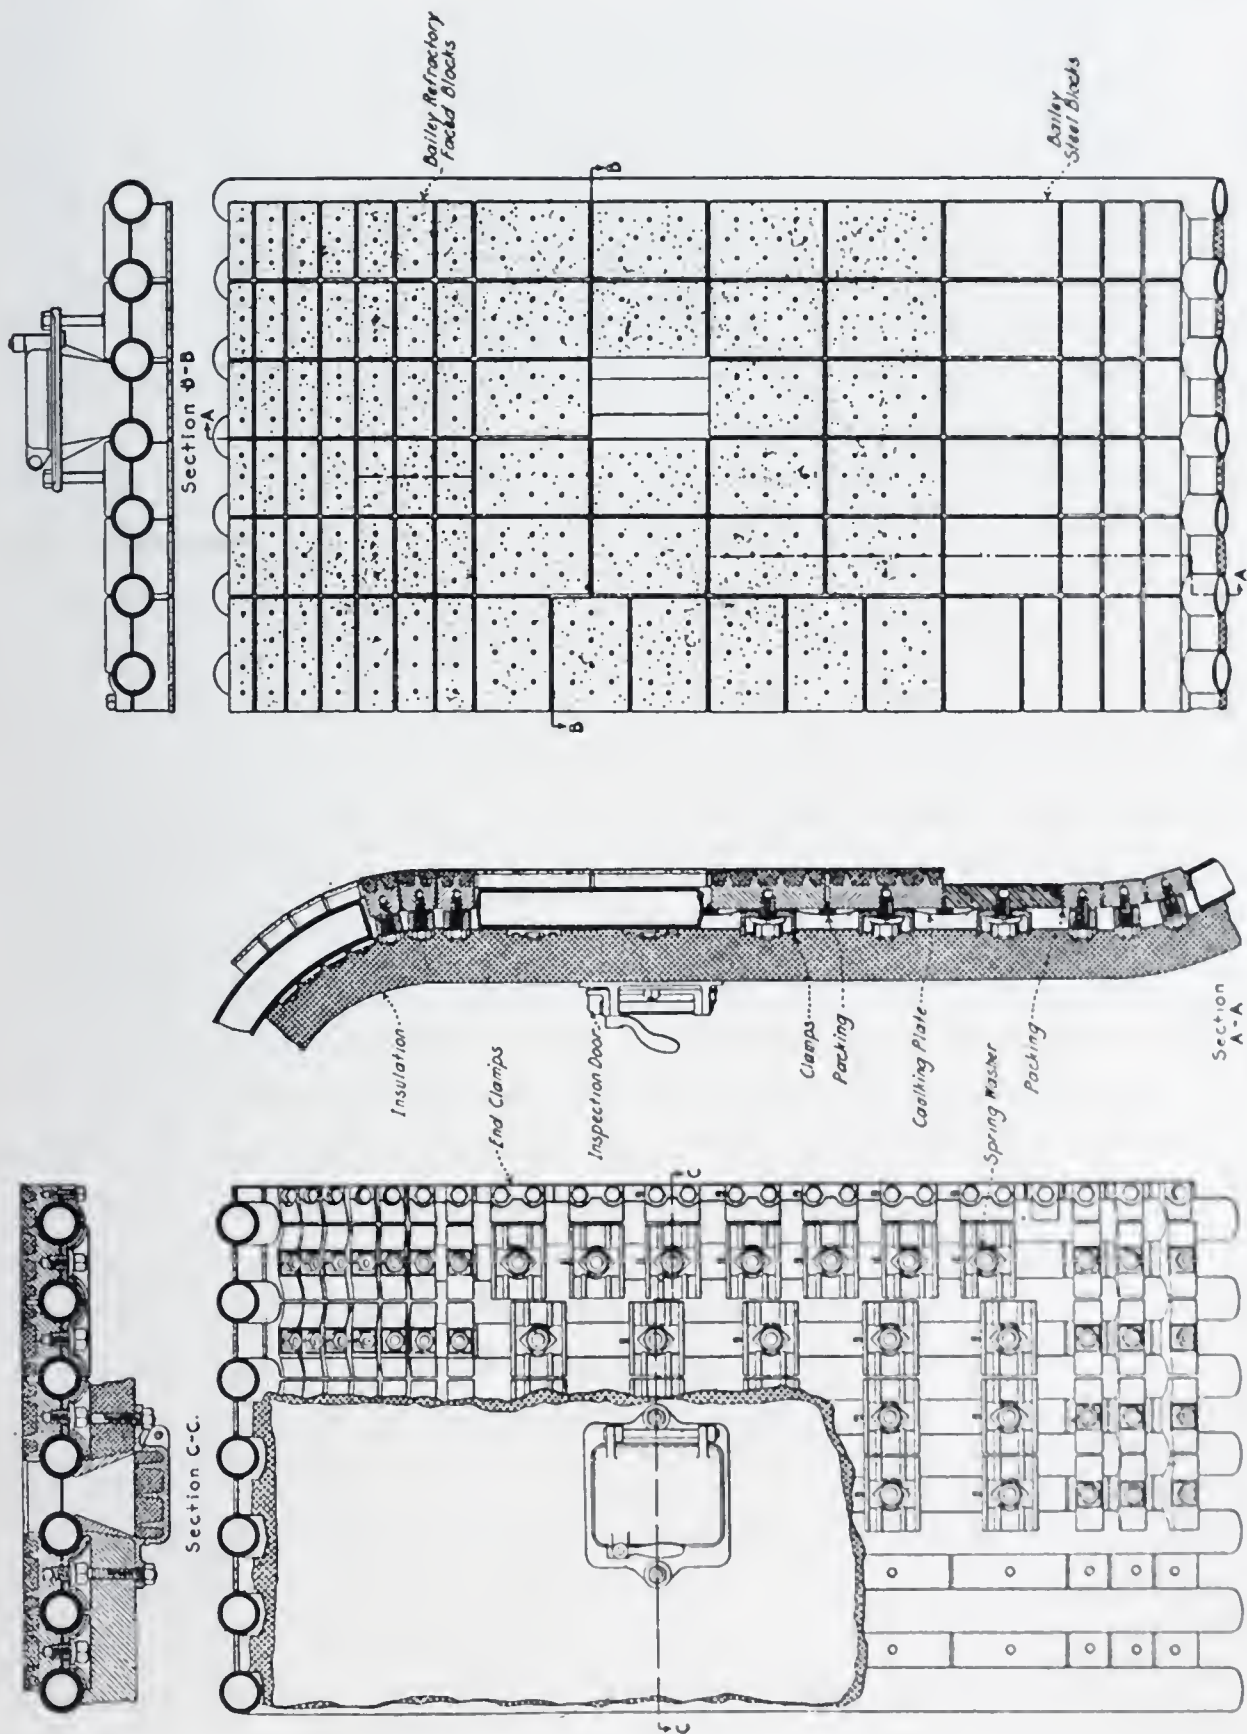 Section B-B
A
Bailey Refractory
Faced Blocks
B
B
Bailey
Steel Blocks
A
Insulation
Inspection Door
Clamps
Packing
Caulking Plate
Packing
Section
A-A
Section C-C.
End Clamps
C
Spring Washer
C